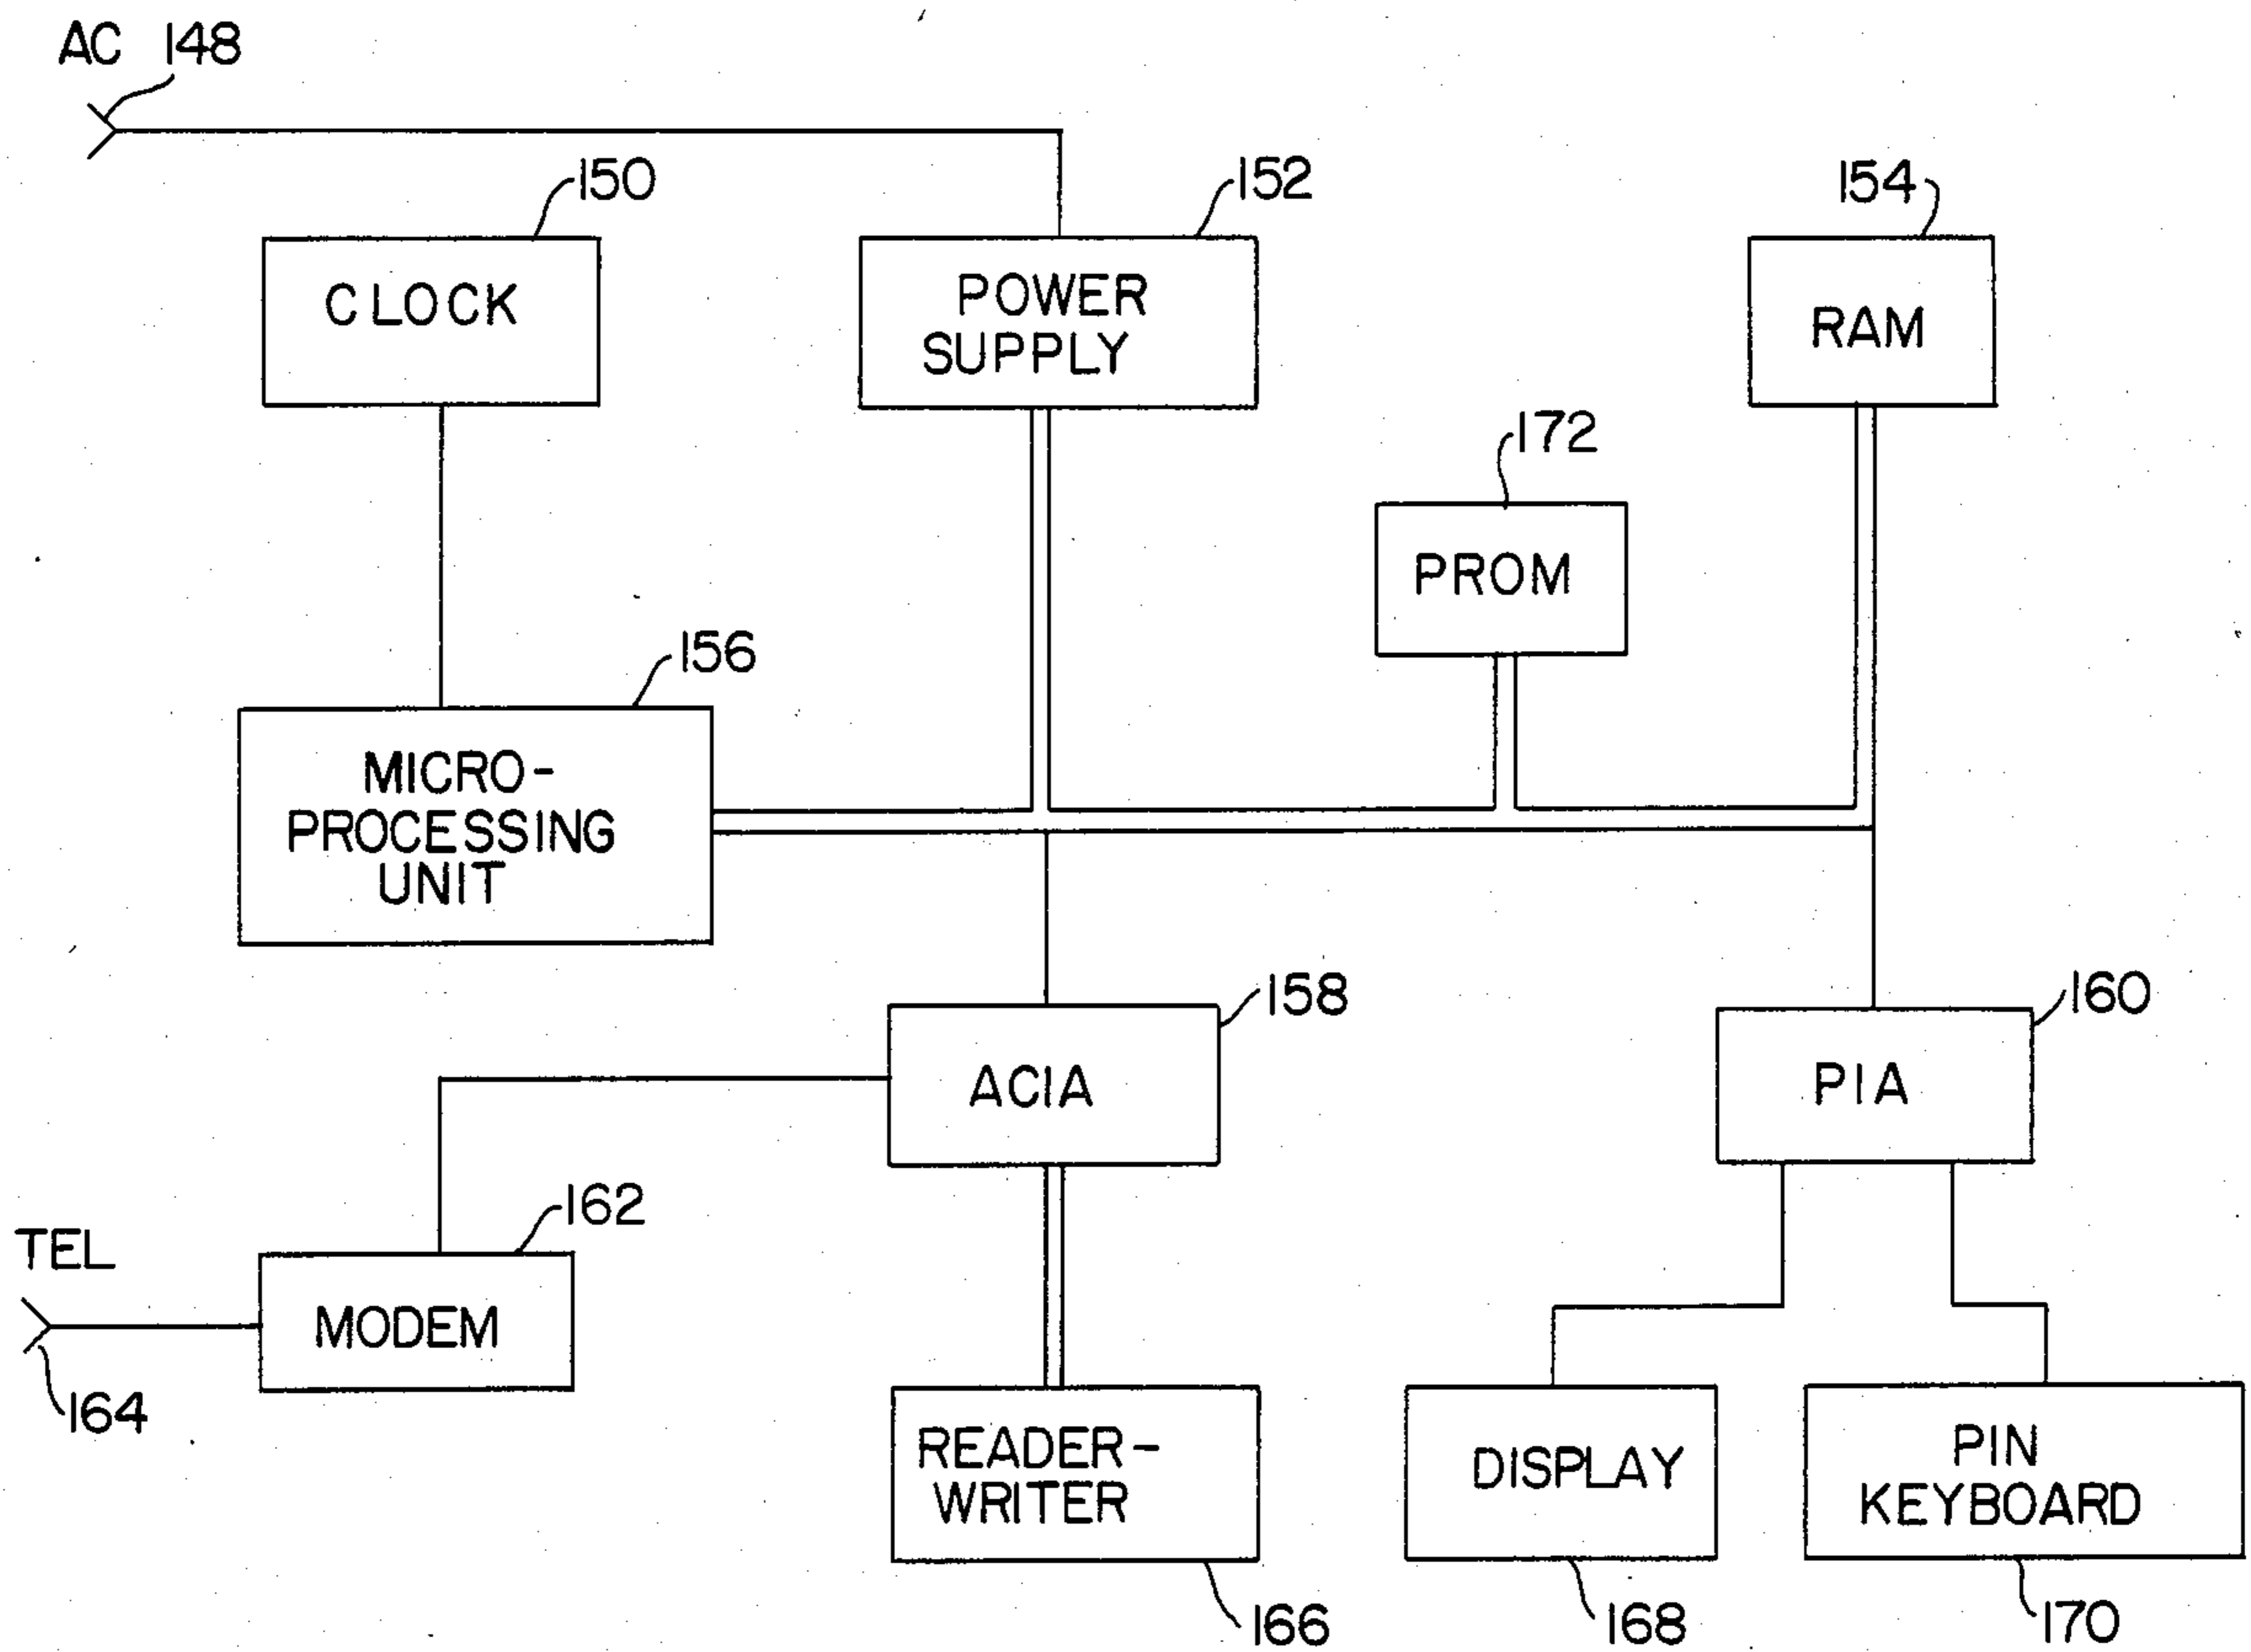 AC 148
150
152
154
CLOCK
POWER
SUPPLY
RAM
172
PROM
156
MICRO-
PROCESSING
UNIT
158
160
ACIA
PIA
162
TEL
MODEM
164
READER-
WRITER
DISPLAY
PIN
KEYBOARD
166
168
170